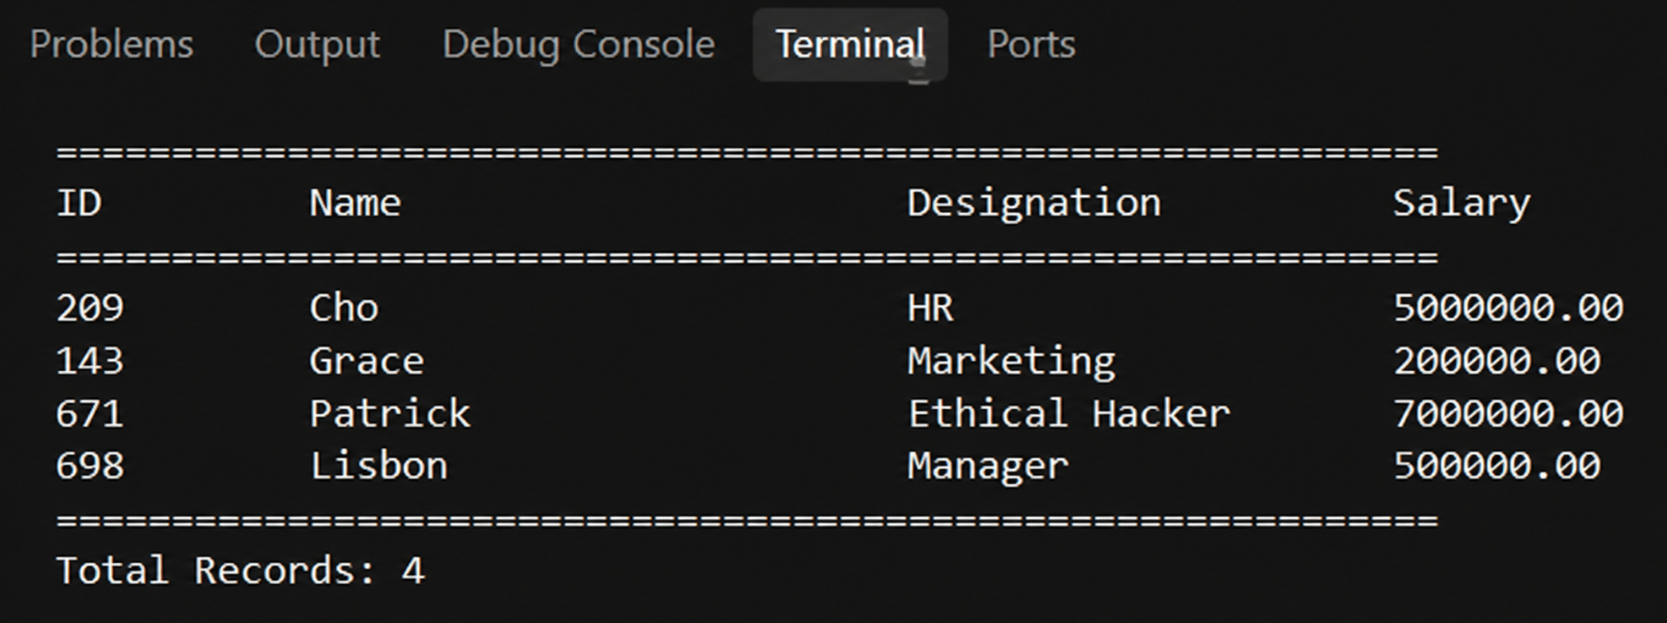 Problems Output Debug Console Terminal Ports
============================================================
ID Name Designation Salary
============================================================
209 Cho HR 5000000.00
143 Grace Marketing 200000.00
671 Patrick Ethical Hacker 7000000.00
698 Lisbon Manager 500000.00
============================================================
Total Records: 4